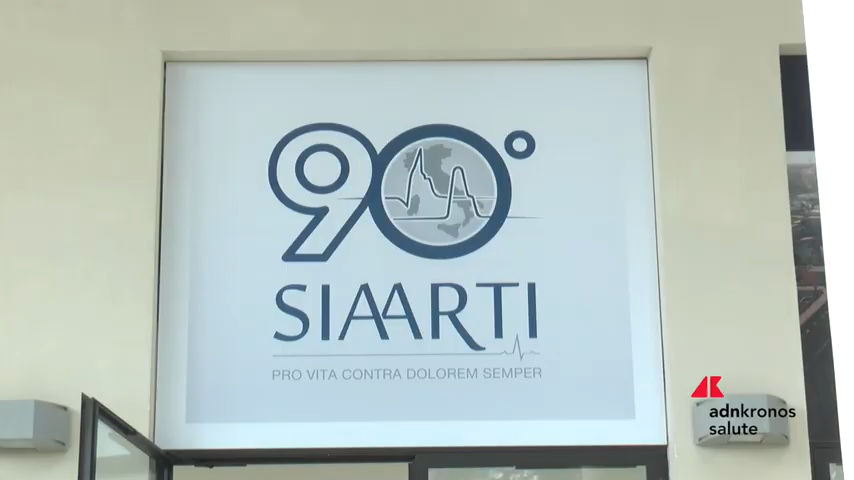 90°
SIAARTI
PRO VITA CONTRA DOLOREM SEMPER
adnkronos
salute